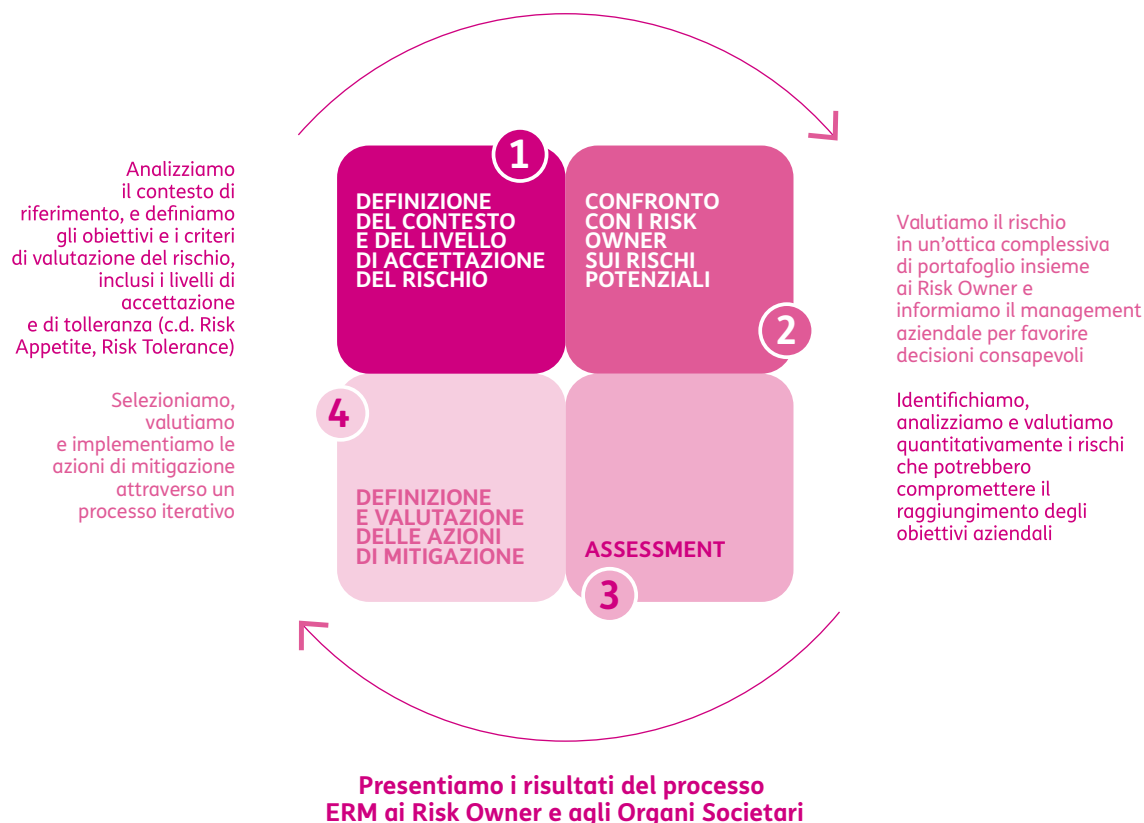 Analizziamo
il contesto di
riferimento, e definiamo
gli obiettivi e i criteri
di valutazione del rischio,
inclusi i livelli di
accettazione
e di tolleranza (c.d. Risk
Appetite, Risk Tolerance)
1
DEFINIZIONE
DEL CONTESTO
E DEL LIVELLO
DI ACCETTAZIONE
DEL RISCHIO
CONFRONTO
CON I RISK
OWNER
SUI RISCHI
POTENZIALI
2
Valutiamo il rischio
in un’ottica complessiva
di portafoglio insieme
ai Risk Owner e
informiamo il management
aziendale per favorire
decisioni consapevoli
Selezioniamo,
valutiamo
e implementiamo le
azioni di mitigazione
attraverso un
processo iterativo
4
DEFINIZIONE
E VALUTAZIONE
DELLE AZIONI
DI MITIGAZIONE
ASSESSMENT
3
Identifichiamo,
analizziamo e valutiamo
quantitativamente i rischi
che potrebbero
compromettere il
raggiungimento degli
obiettivi aziendali
Presentiamo i risultati del processo
ERM ai Risk Owner e agli Organi Societari